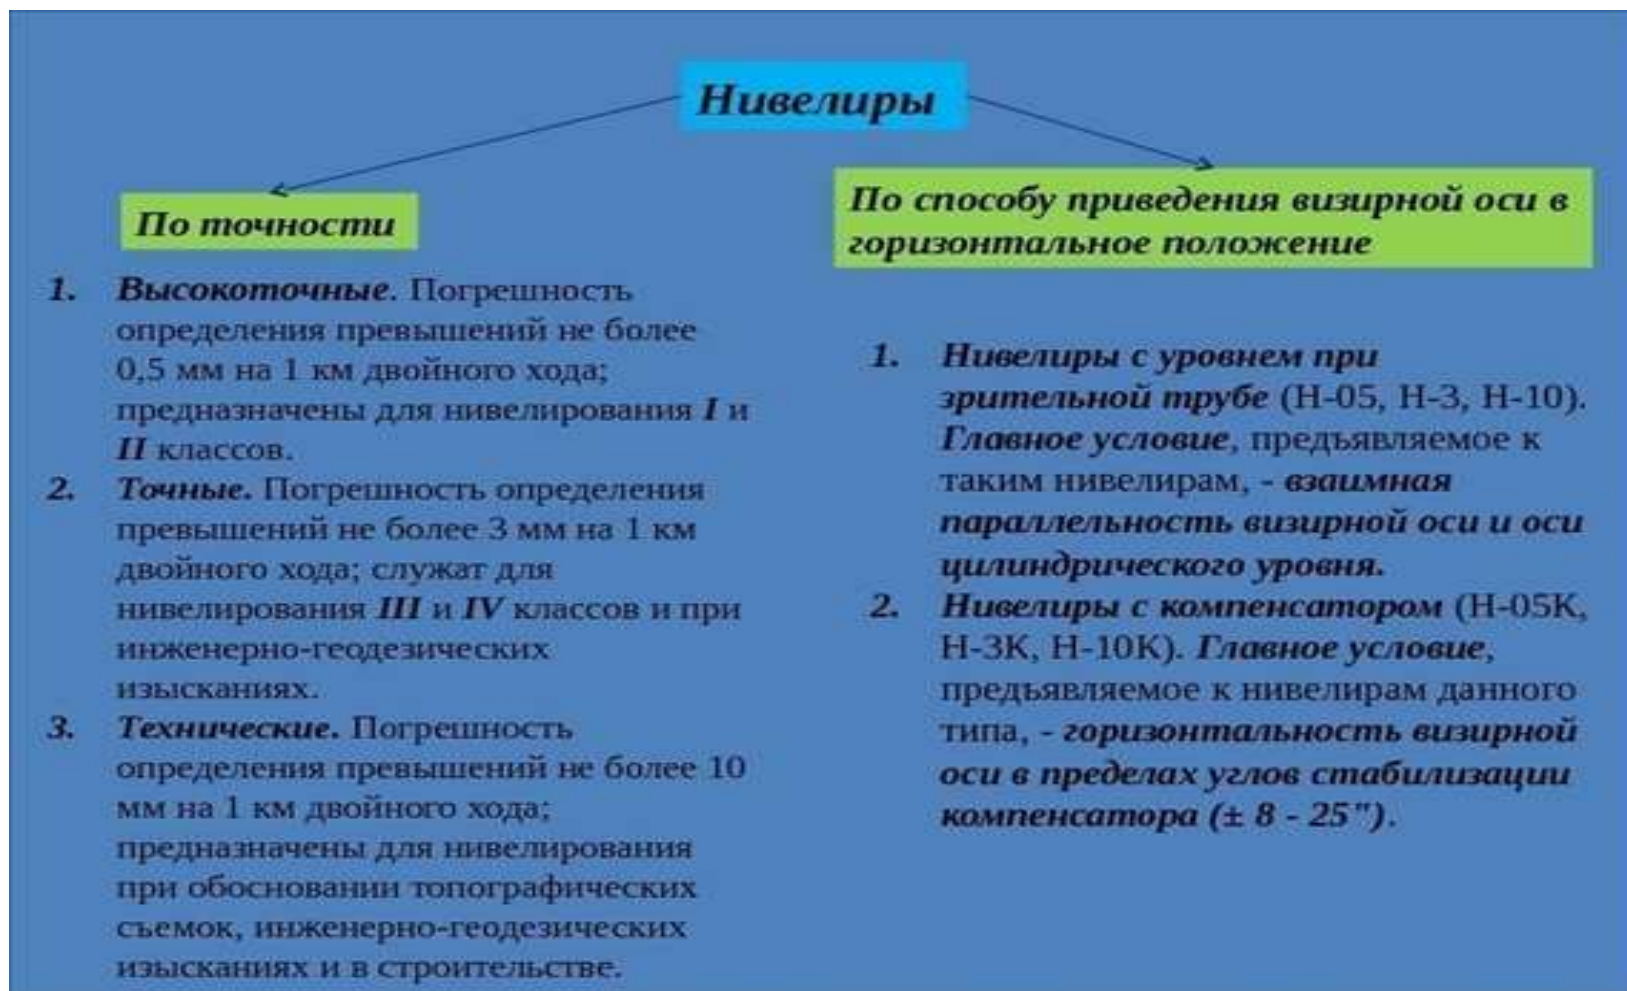 Нивелиры
По точности
1. Высокоточные. Погрешность
определения превышений не более
0,5 мм на 1 км двойного хода;
предназначены для нивелирования I и
II классов.
2. Точные. Погрешность определения
превышений не более 3 мм на 1 км
двойного хода; служат для
нивелирования III и IV классов и при
инженерно-геодезических
изысканиях.
3. Технические. Погрешность
определения превышений не более 10
мм на 1 км двойного хода;
предназначены для нивелирования
при обосновании топографических
съемок, инженерно-геодезических
изысканиях и в строительстве.
По способу приведения визирной оси в
горизонтальное положение
1. Нивелиры с уровнем при
зрительной трубе (Н-05, Н-3, Н-10).
Главное условие, предъявляемое к
таким нивелирам, - взаимная
параллельность визирной оси и оси
цилиндрического уровня.
2. Нивелиры с компенсатором (Н-05К,
Н-3К, Н-10К). Главное условие,
предъявляемое к нивелирам данного
типа, - горизонтальность визирной
оси в пределах углов стабилизации
компенсатора (± 8 - 25").